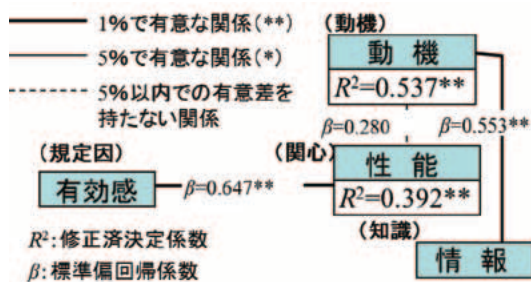 1%で有意な関係(**)
5%で有意な関係(*)
5%以内での有意差を
持たない関係
(動機)
動機
R²=0.537**
β=0.280
β=0.553**
(規定因)
(関心)
有効感
β=0.647**
性能
R²=0.392**
(知識)
情報
R²:修正済決定係数
β:標準偏回帰係数